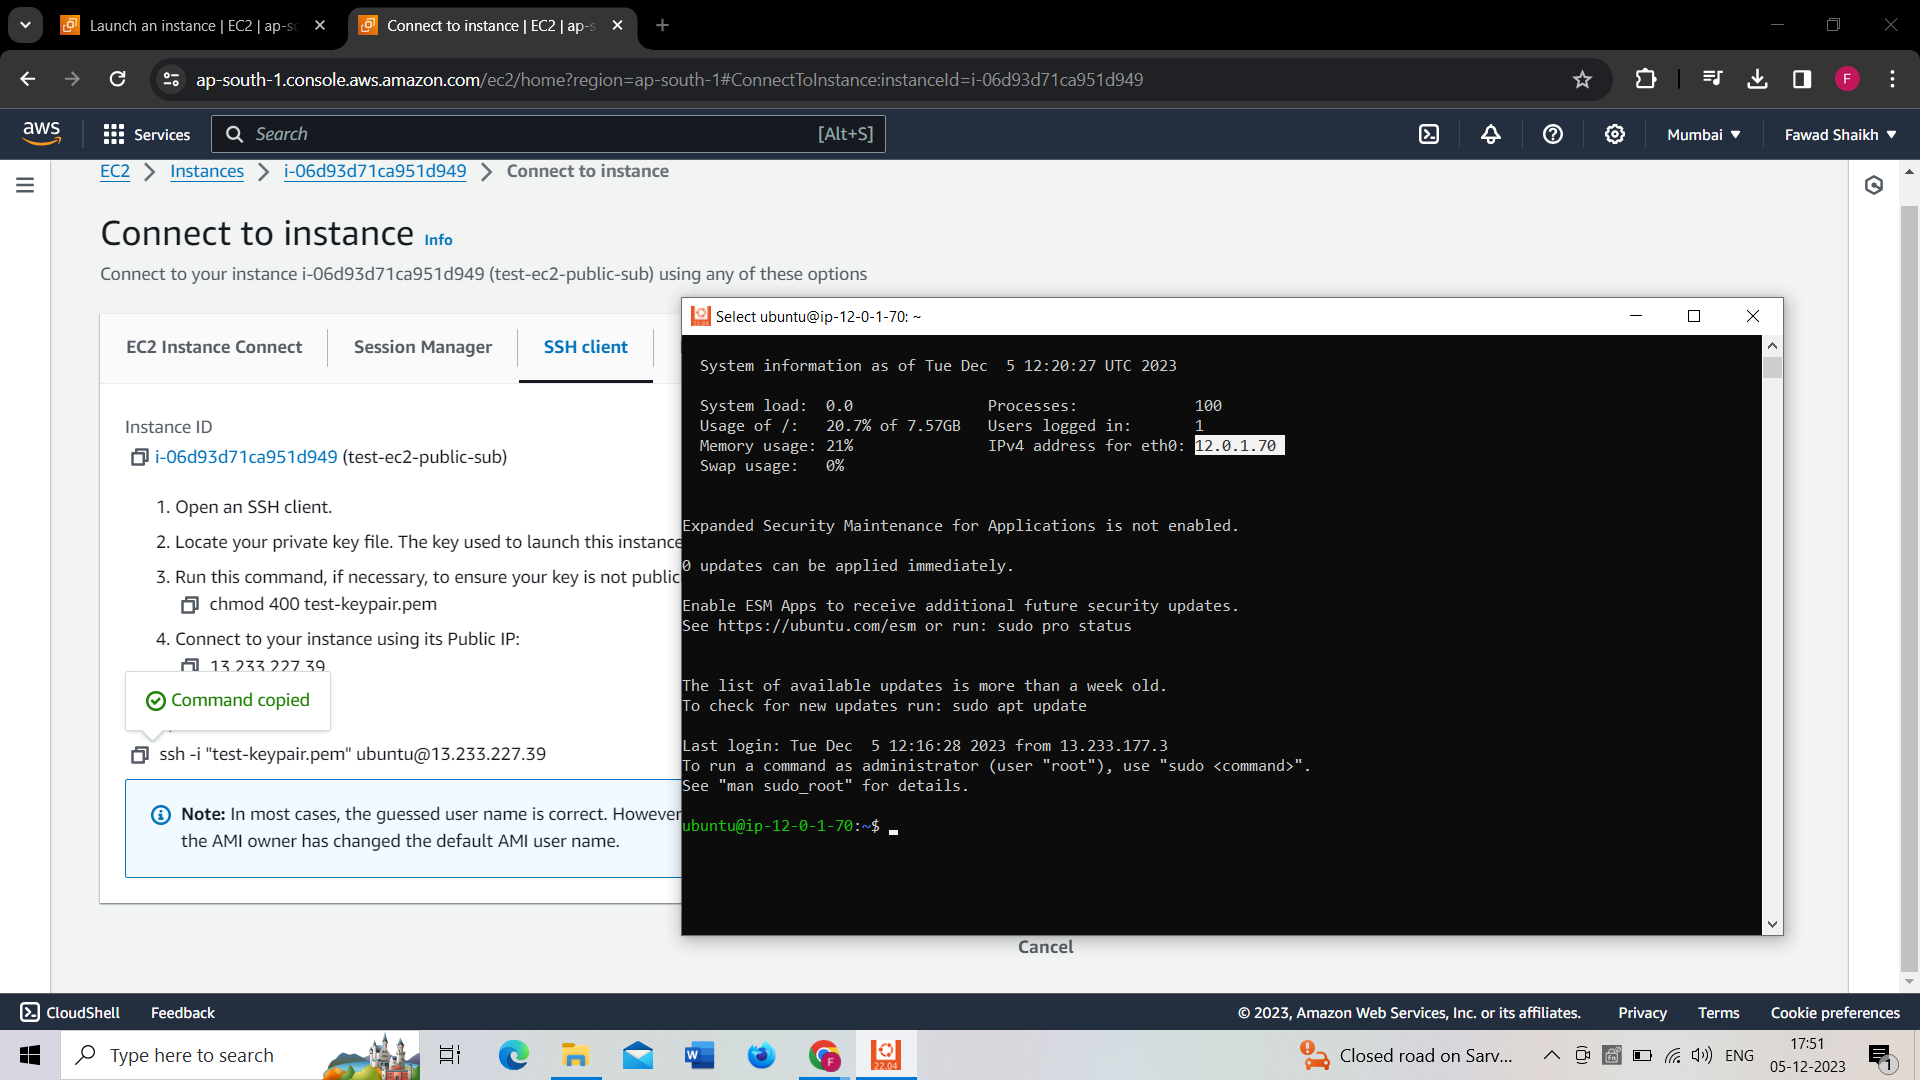 Launch an instance | EC2 | ap-so
Connect to instance | EC2 | ap-s
ap-south-1.console.aws.amazon.com/ec2/home?region=ap-south-1#ConnectToInstance:instanceId=i-06d93d71ca951d949
F
aws
Services
Search
[Alt+S]
Mumbai
Fawad Shaikh
EC2
Instances
i-06d93d71ca951d949
Connect to instance
Connect to instance Info
Connect to your instance i-06d93d71ca951d949 (test-ec2-public-sub) using any of these options
EC2 Instance Connect
Session Manager
SSH client
Instance ID
i-06d93d71ca951d949 (test-ec2-public-sub)
1. Open an SSH client.
2. Locate your private key file. The key used to launch this instance
3. Run this command, if necessary, to ensure your key is not public
chmod 400 test-keypair.pem
4. Connect to your instance using its Public IP:
13.233.227.39
Command copied
ssh -i "test-keypair.pem" ubuntu@13.233.227.39
Note: In most cases, the guessed user name is correct. However
the AMI owner has changed the default AMI user name.
Select ubuntu@ip-12-0-1-70: ~
System information as of Tue Dec  5 12:20:27 UTC 2023
System load:  0.0                Processes:             100
Usage of /:   20.7% of 7.57GB   Users logged in:       1
Memory usage: 21%               IPv4 address for eth0: 12.0.1.70
Swap usage:   0%
Expanded Security Maintenance for Applications is not enabled.
0 updates can be applied immediately.
Enable ESM Apps to receive additional future security updates.
See https://ubuntu.com/esm or run: sudo pro status
The list of available updates is more than a week old.
To check for new updates run: sudo apt update
Last login: Tue Dec  5 12:16:28 2023 from 13.233.177.3
To run a command as administrator (user "root"), use "sudo <command>".
See "man sudo_root" for details.
ubuntu@ip-12-0-1-70:~$
Cancel
CloudShell
Feedback
© 2023, Amazon Web Services, Inc. or its affiliates.
Privacy
Terms
Cookie preferences
Type here to search
W
F
22.04
Closed road on Sarv...
ENG
17:51
05-12-2023
1